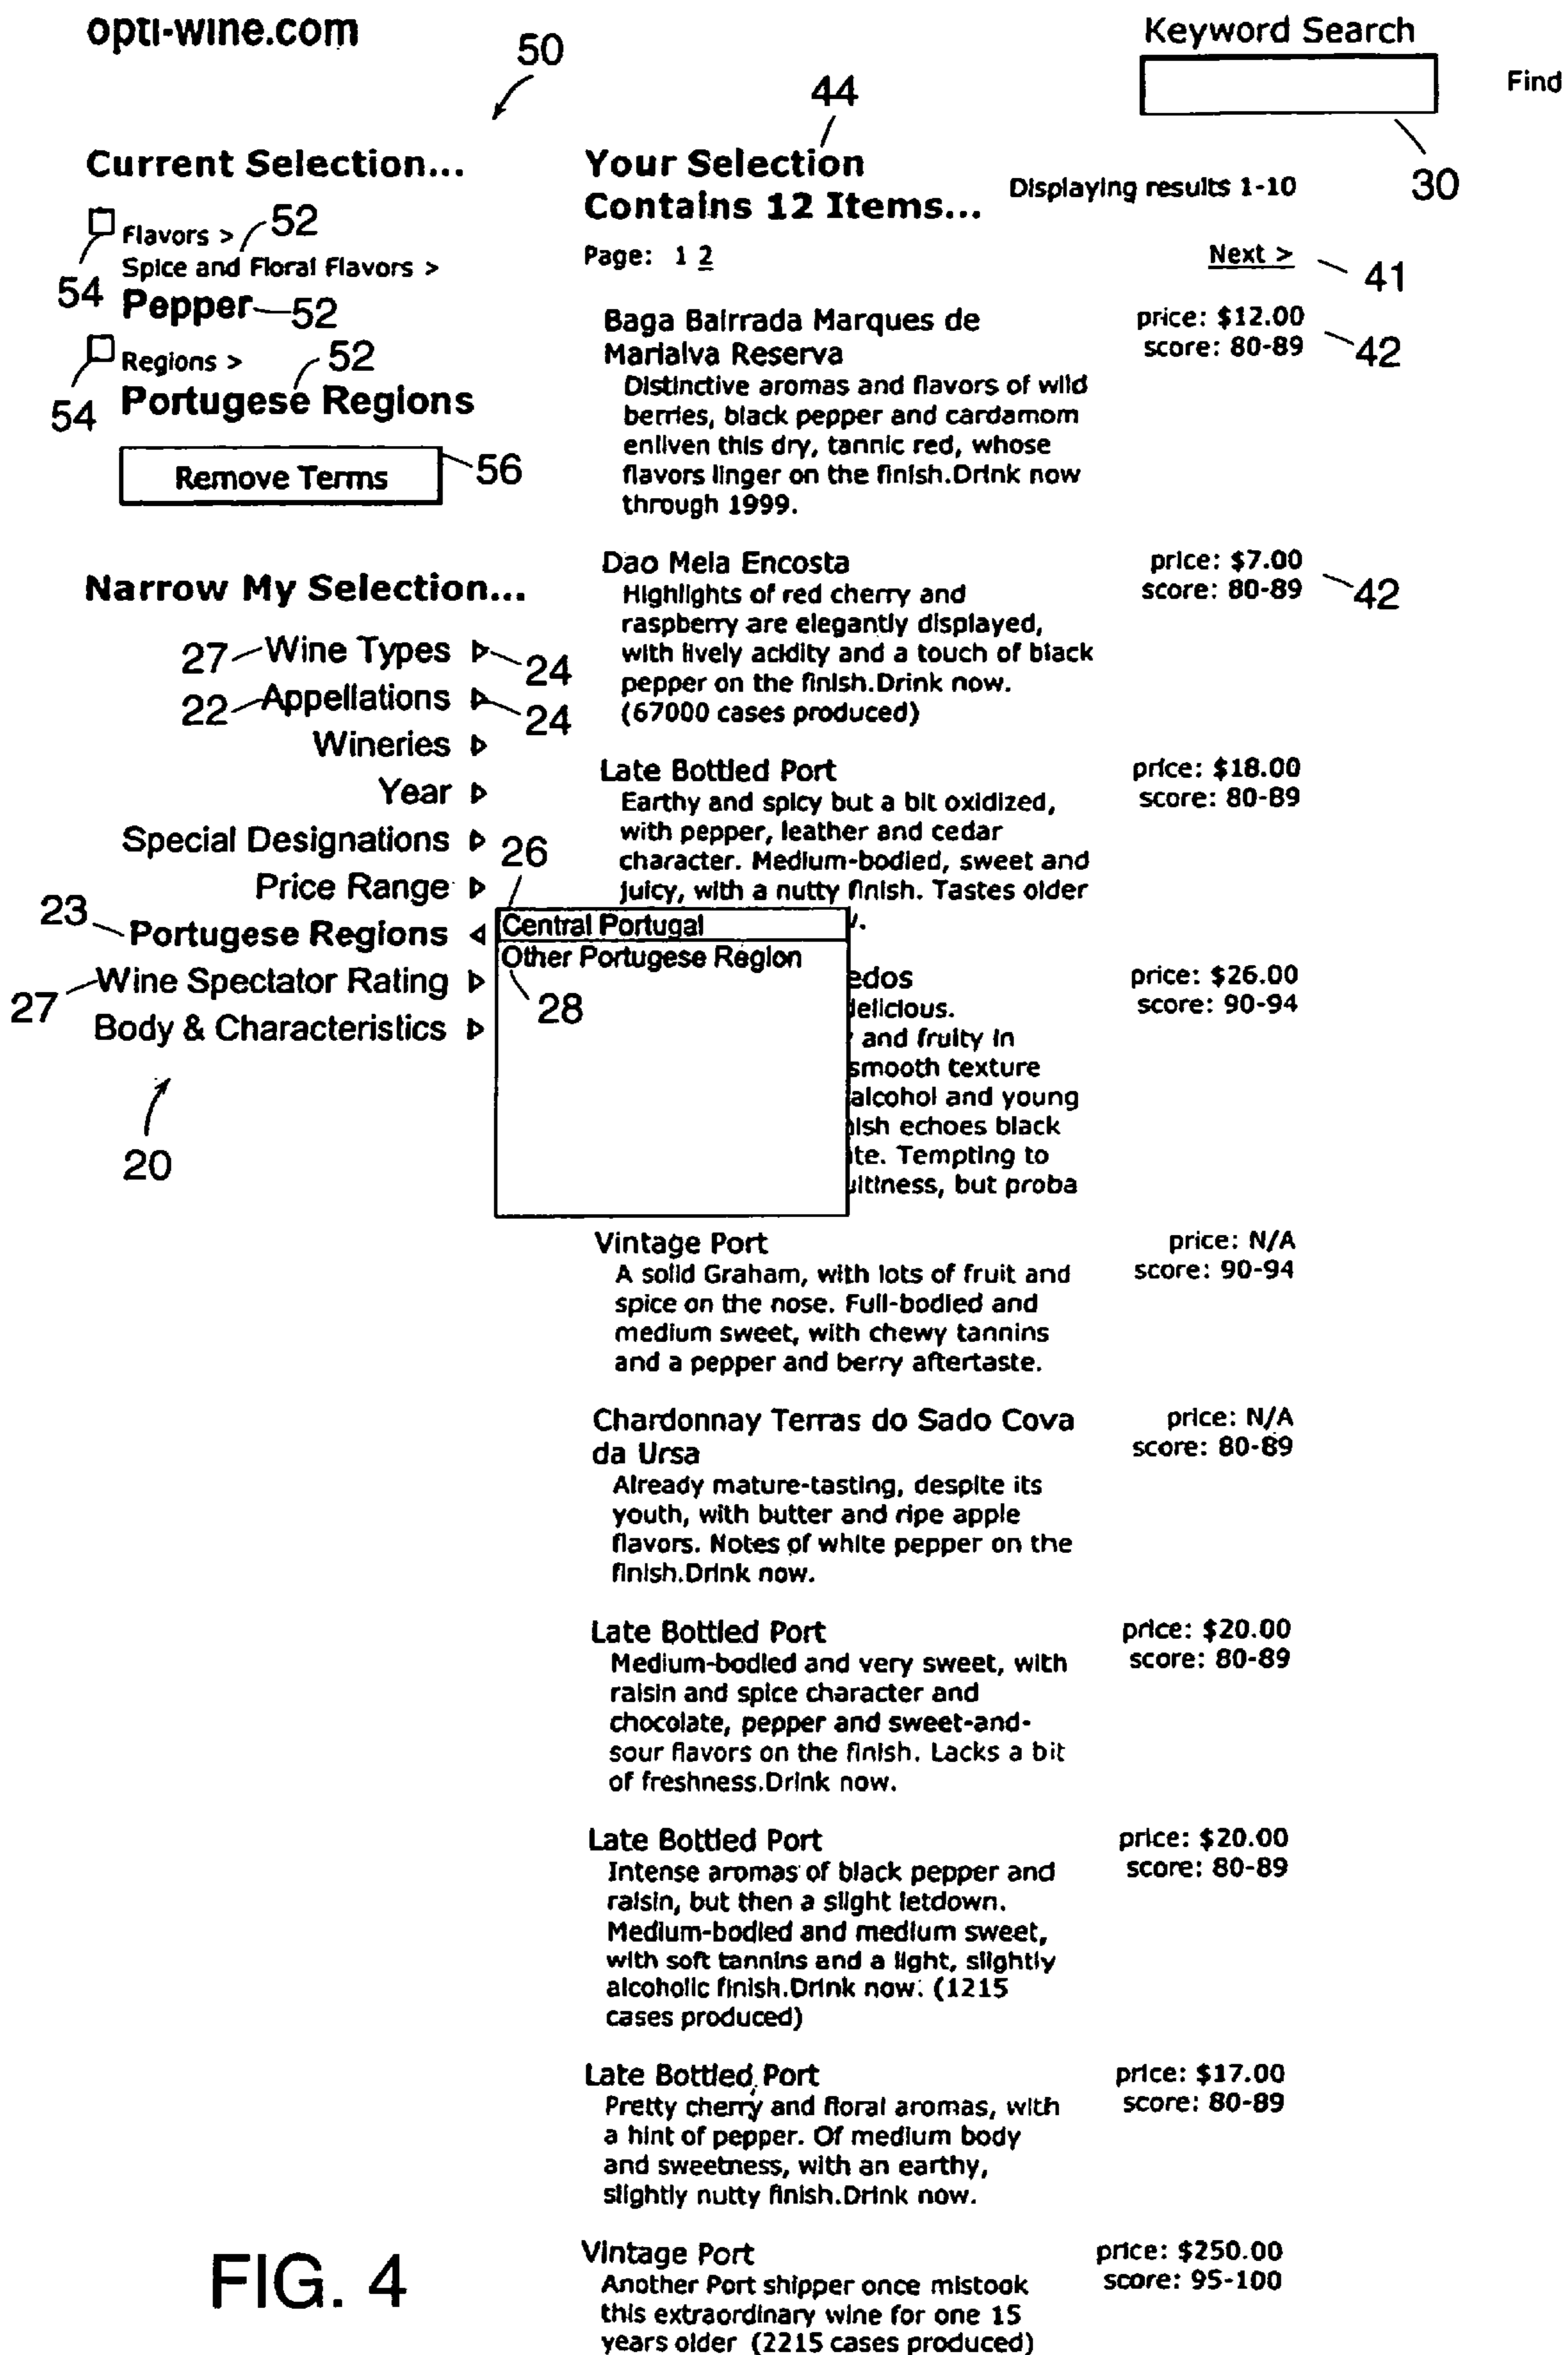 opti-wine.com
50
44
Keyword Search
Find
30
Current Selection...
Flavors >
52
Spice and Floral Flavors >
54
Pepper
52
Regions >
52
54
Portugese Regions
Remove Terms
56
Narrow My Selection...
27
Wine Types
24
22
Appellations
24
Wineries
Year
Special Designations
Price Range
23
Portugese Regions
Wine Spectator Rating
27
Body & Characteristics
20
26
Central Portugal
Other Portugese Region
28
Your Selection
Contains 12 Items...
Displaying results 1-10
Page: 1 2
Next >
41
Baga Bairrada Marques de
Marialva Reserva
price: $12.00
score: 80-89
42
Distinctive aromas and flavors of wild
berries, black pepper and cardamom
enliven this dry, tannic red, whose
flavors linger on the finish.Drink now
through 1999.
Dao Mela Encosta
price: $7.00
score: 80-89
42
Highlights of red cherry and
raspberry are elegantly displayed,
with lively acidity and a touch of black
pepper on the finish.Drink now.
(67000 cases produced)
Late Bottled Port
price: $18.00
score: 80-89
Earthy and spicy but a bit oxidized,
with pepper, leather and cedar
character. Medium-bodied, sweet and
juicy, with a nutty finish. Tastes older
edos
price: $26.00
score: 90-94
delicious.
and fruity in
smooth texture
alcohol and young
ish echoes black
te. Tempting to
uitiness, but proba
Vintage Port
price: N/A
score: 90-94
A solid Graham, with lots of fruit and
spice on the nose. Full-bodied and
medium sweet, with chewy tannins
and a pepper and berry aftertaste.
Chardonnay Terras do Sado Cova
da Ursa
price: N/A
score: 80-89
Already mature-tasting, despite its
youth, with butter and ripe apple
flavors. Notes of white pepper on the
finish.Drink now.
Late Bottled Port
price: $20.00
score: 80-89
Medium-bodied and very sweet, with
raisin and spice character and
chocolate, pepper and sweet-and-
sour flavors on the finish. Lacks a bit
of freshness.Drink now.
Late Bottled Port
price: $20.00
score: 80-89
Intense aromas of black pepper and
raisin, but then a slight letdown.
Medium-bodied and medium sweet,
with soft tannins and a light, slightly
alcoholic finish.Drink now. (1215
cases produced)
Late Bottled Port
price: $17.00
score: 80-89
Pretty cherry and floral aromas, with
a hint of pepper. Of medium body
and sweetness, with an earthy,
slightly nutty finish.Drink now.
Vintage Port
price: $250.00
score: 95-100
Another Port shipper once mistook
this extraordinary wine for one 15
years older (2215 cases produced)
FIG. 4